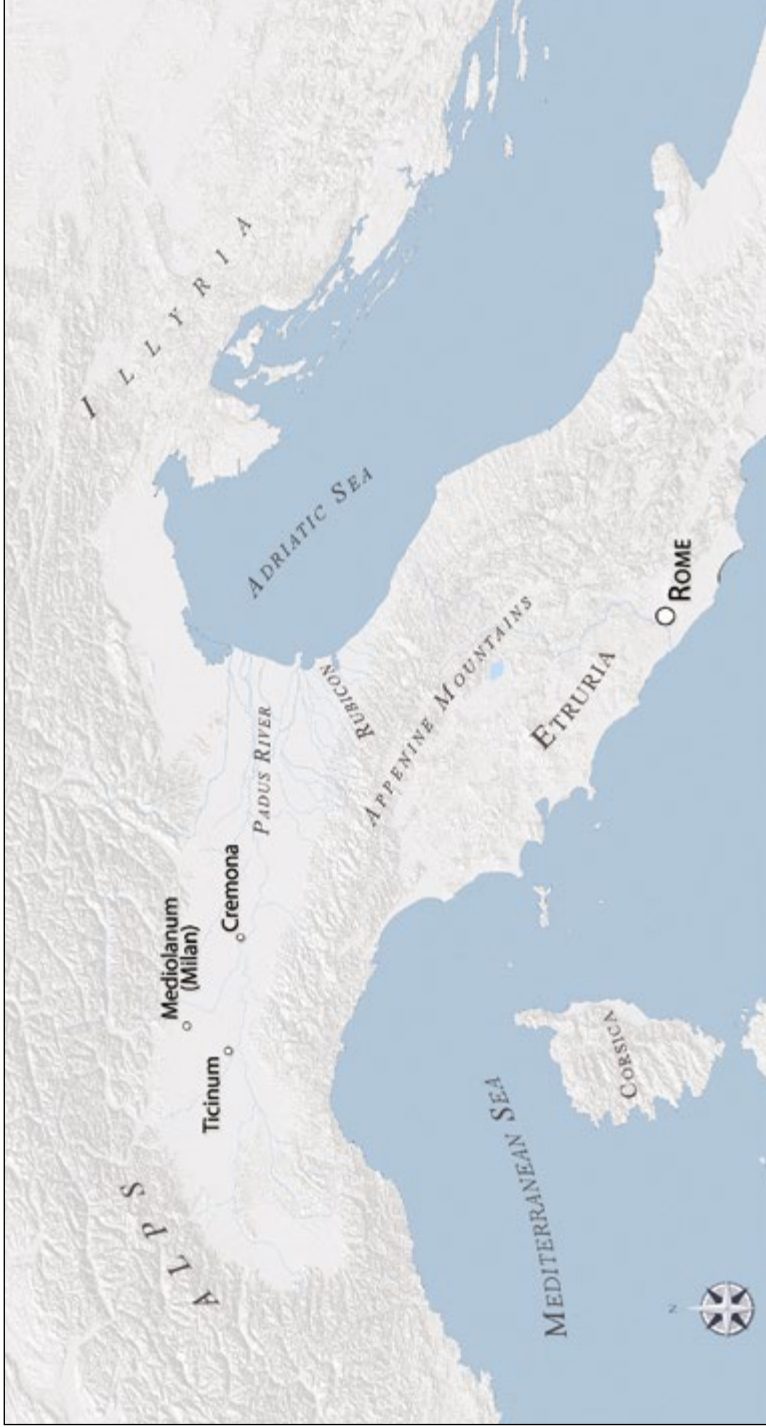 ALPS
ILLYRIA
Mediolanum
(Milan)
Ticinum
Cremona
PADUS RIVER
ADRIATIC SEA
RUBICON
APPENINE MOUNTAINS
ETRURIA
ROME
MEDITERRANEAN SEA
CORSICA
N